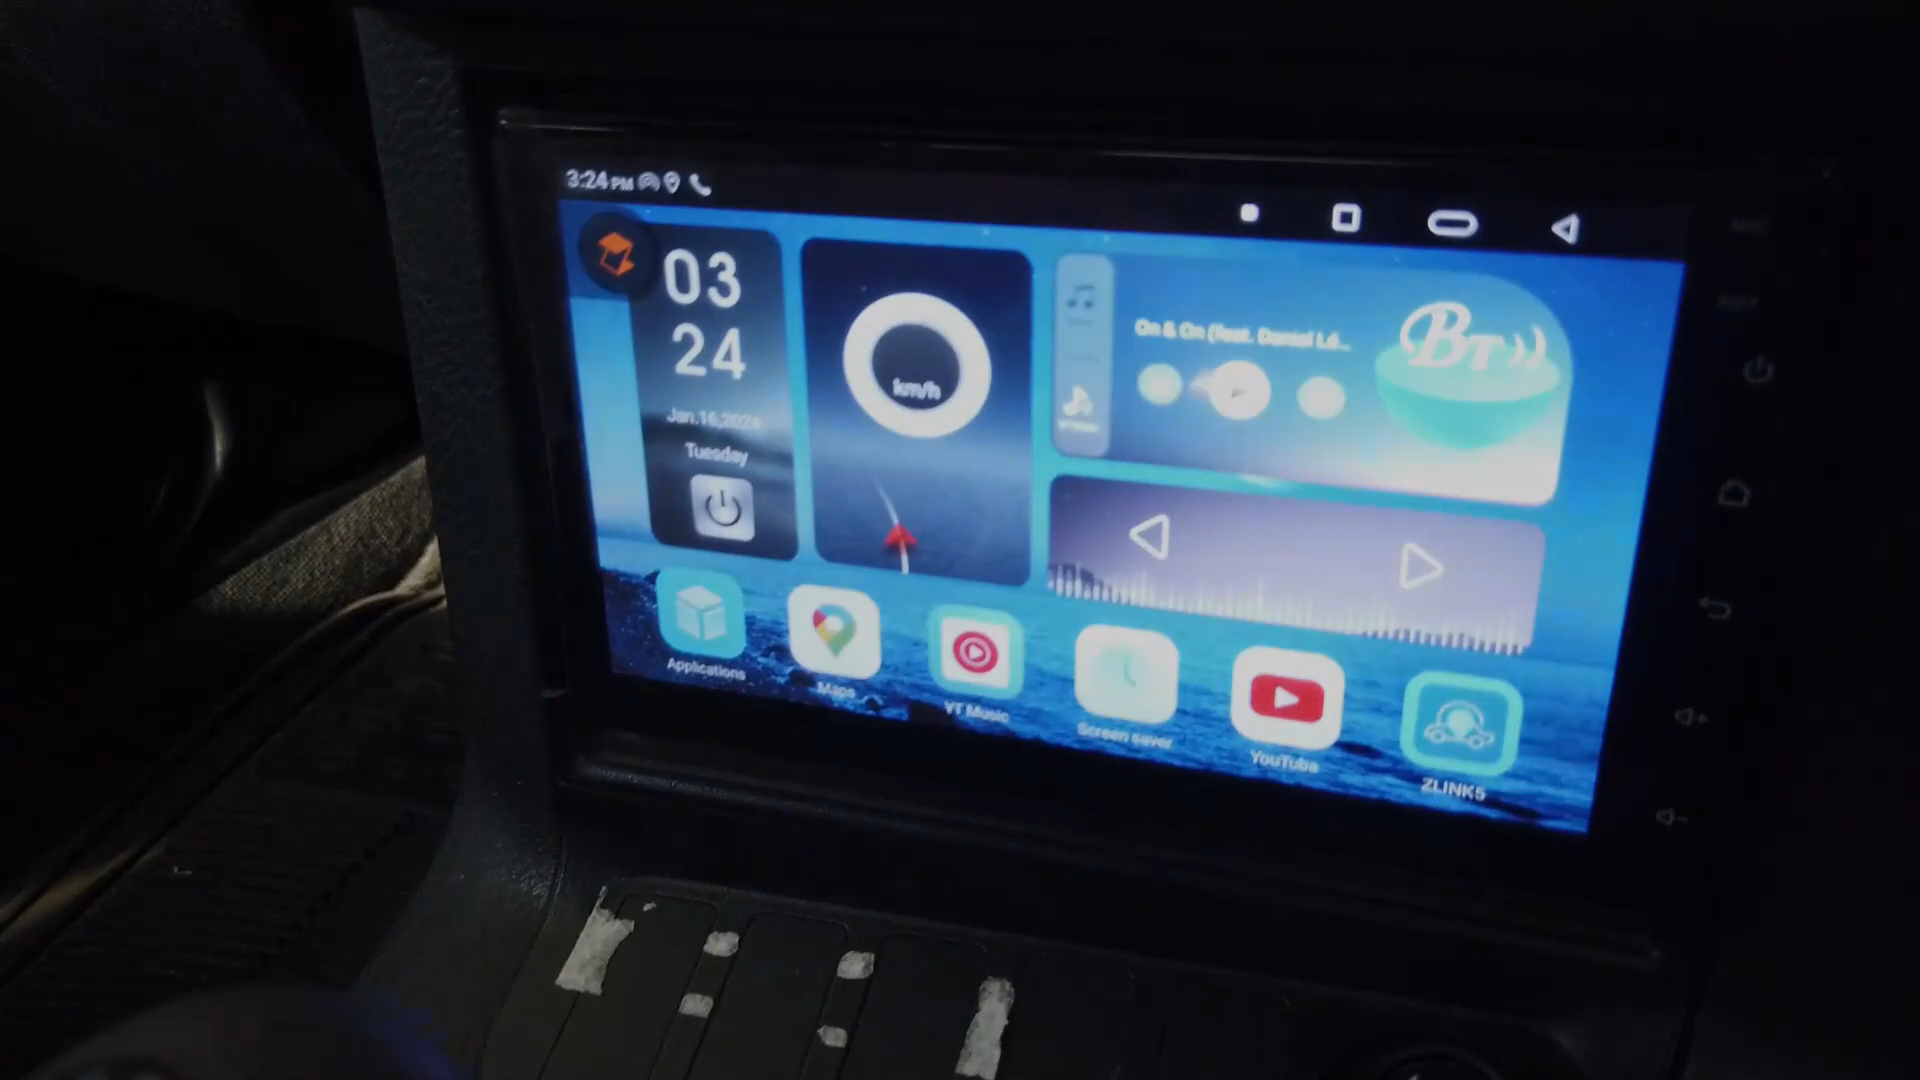 3:24 PM
03
24
Jan.16,2024
Tuesday
km/h
On & On (feat. Daniel Lé...
BT
Applications
Maps
YT Music
Screen saver
YouTube
ZLINK5